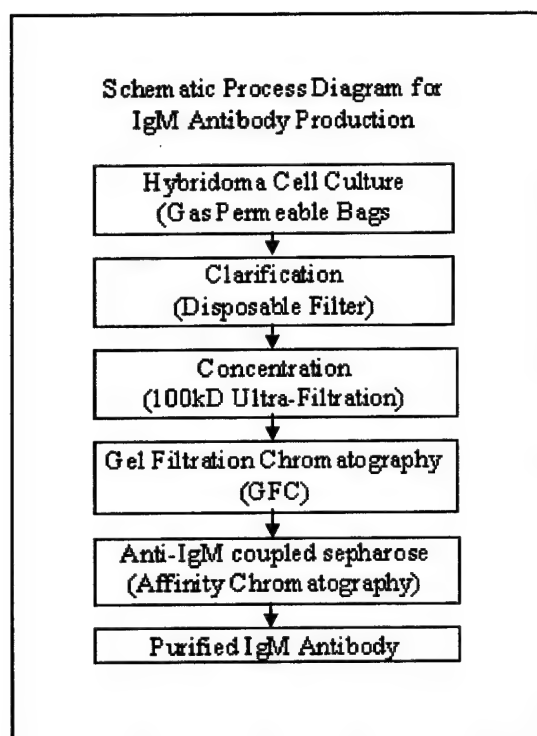 Schematic Process Diagram for
IgM Antibody Production
Hybridoma Cell Culture
(Gas Permeable Bags
Clarification
(Disposable Filter)
Concentration
(100kD Ultra-Filtration)
Gel Filtration Chromatography
(GFC)
Anti-IgM coupled sepharose
(Affinity Chromatography)
Purified IgM Antibody